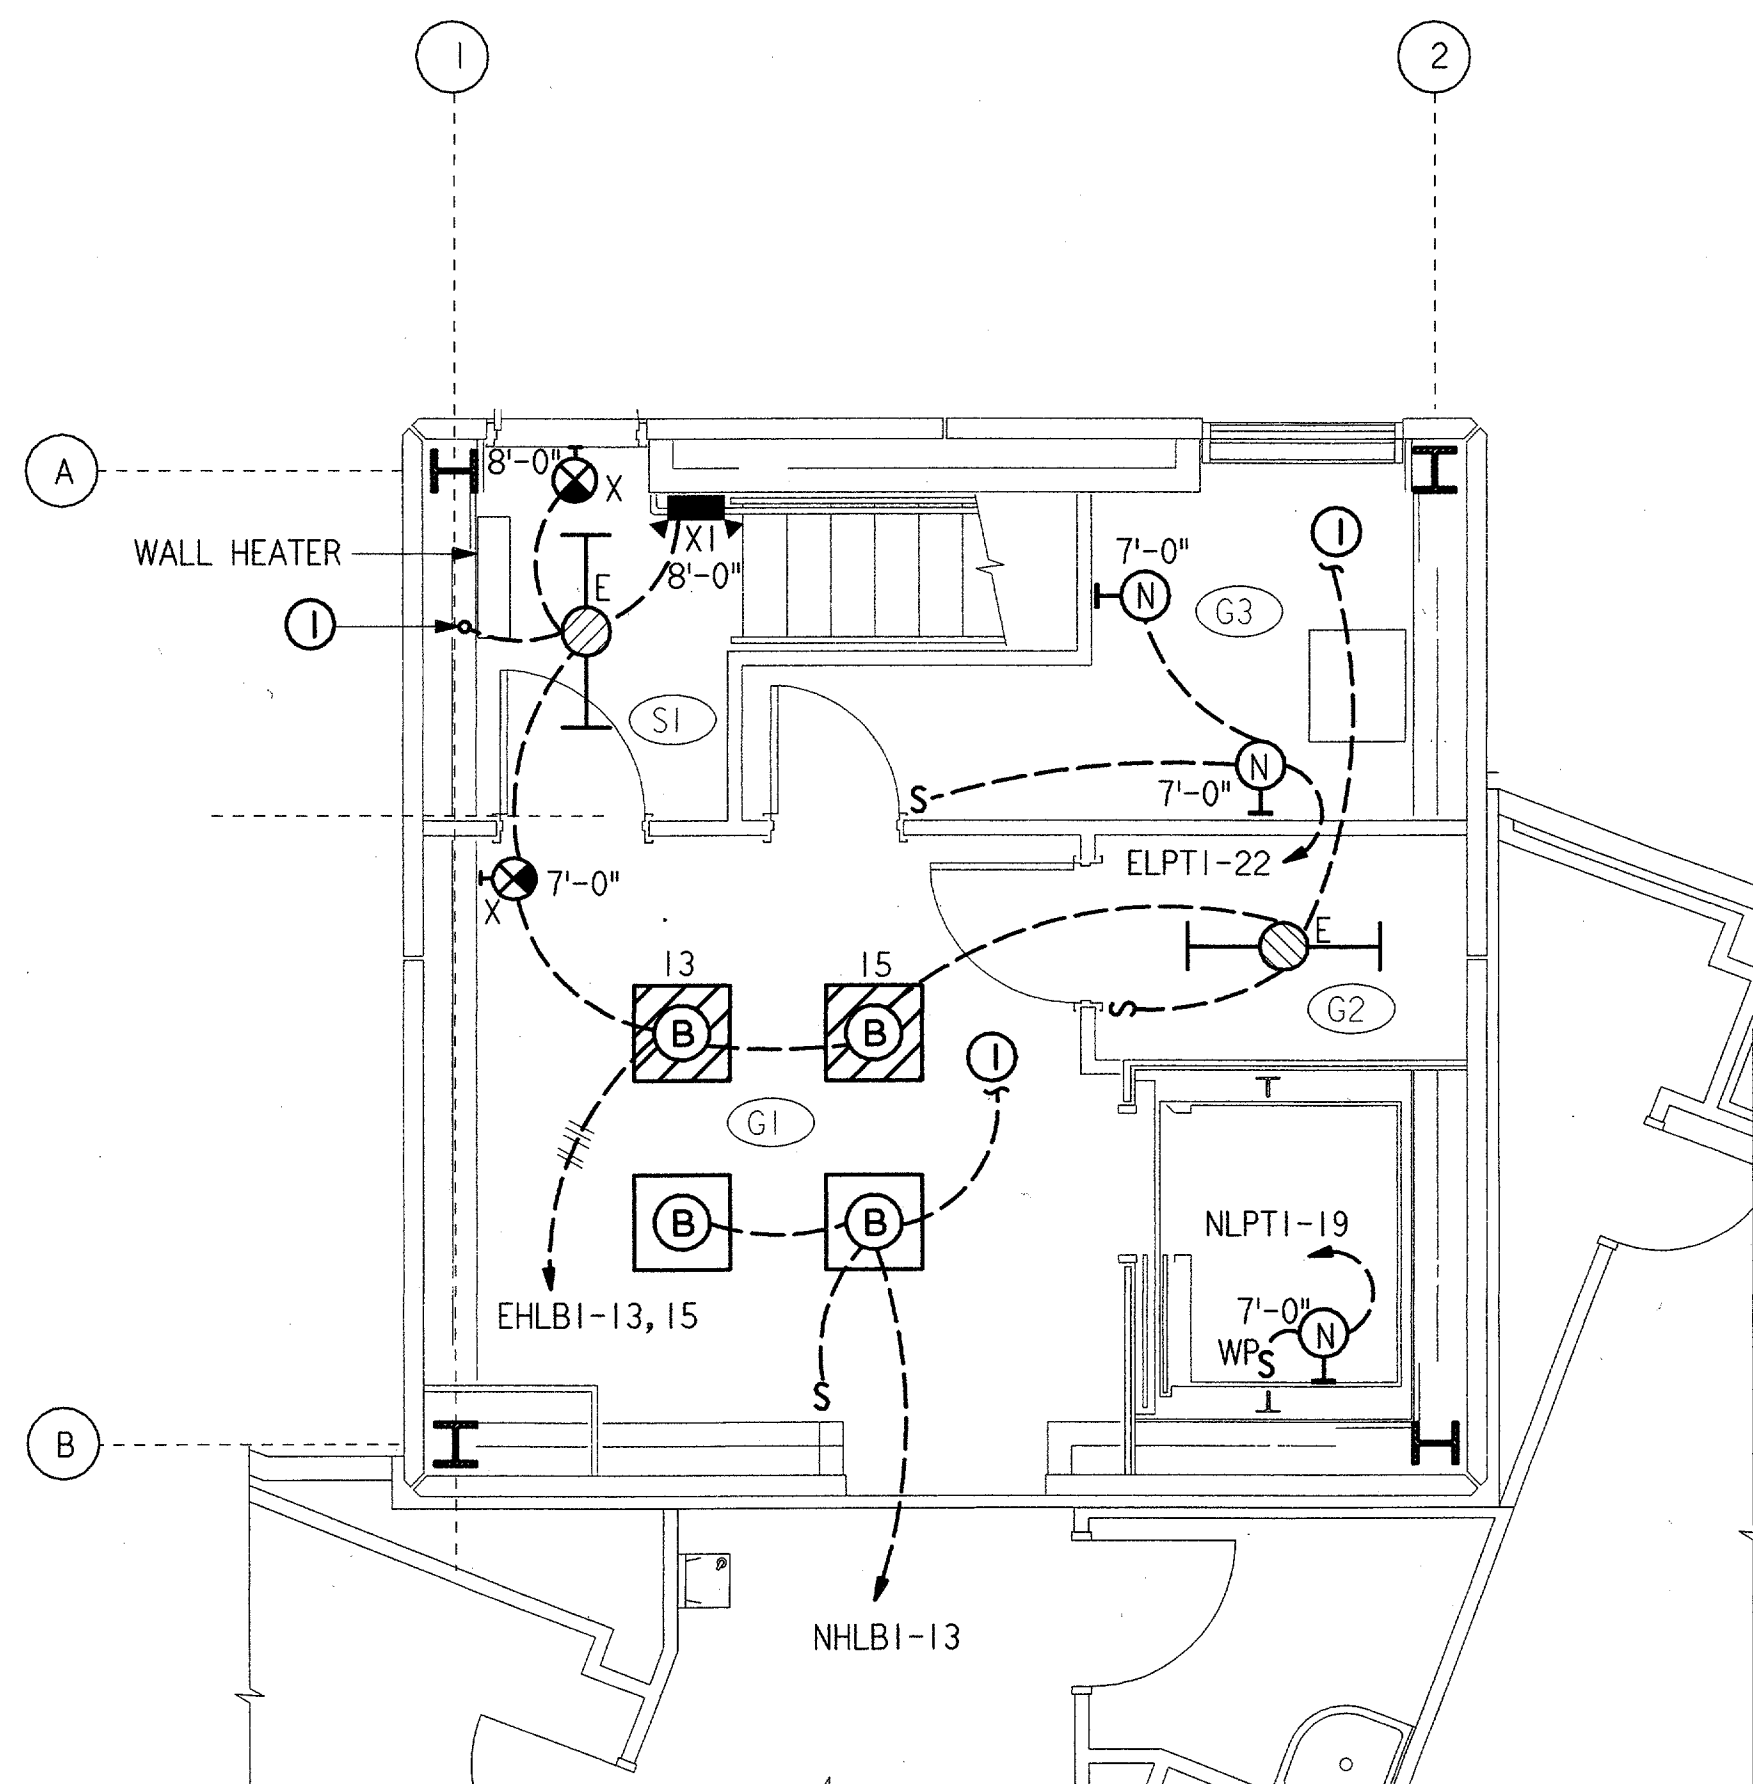 1
2
A
8'-0"
X
X1
8'-0"
WALL HEATER
E
1
1
7'-0"
N
G3
S1
N
7'-0"
S
ELPT1-22
7'-0"
X
E
13
15
B
B
S
G2
1
G1
B
B
NLPT1-19
7'-0"
N
WP
S
EHLB1-13, 15
S
B
NHLB1-13